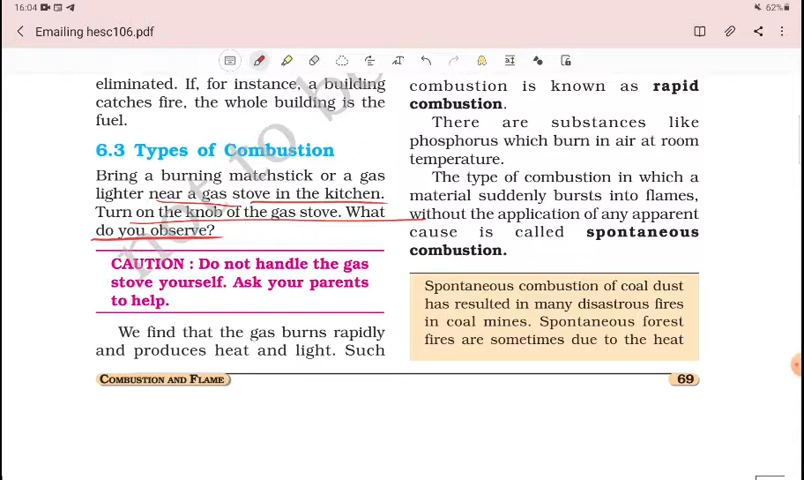 16:04
62%
Emailing hesc106.pdf
eliminated. If, for instance, a building
catches fire, the whole building is the
fuel.
6.3 Types of Combustion
Bring a burning matchstick or a gas
lighter near a gas stove in the kitchen.
Turn on the knob of the gas stove. What
do you observe?
CAUTION : Do not handle the gas
stove yourself. Ask your parents
to help.
We find that the gas burns rapidly
and produces heat and light. Such
combustion is known as rapid
combustion.
There are substances like
phosphorus which burn in air at room
temperature.
The type of combustion in which a
material suddenly bursts into flames,
without the application of any apparent
cause is called spontaneous
combustion.
Spontaneous combustion of coal dust
has resulted in many disastrous fires
in coal mines. Spontaneous forest
fires are sometimes due to the heat
COMBUSTION AND FLAME
69
not to be